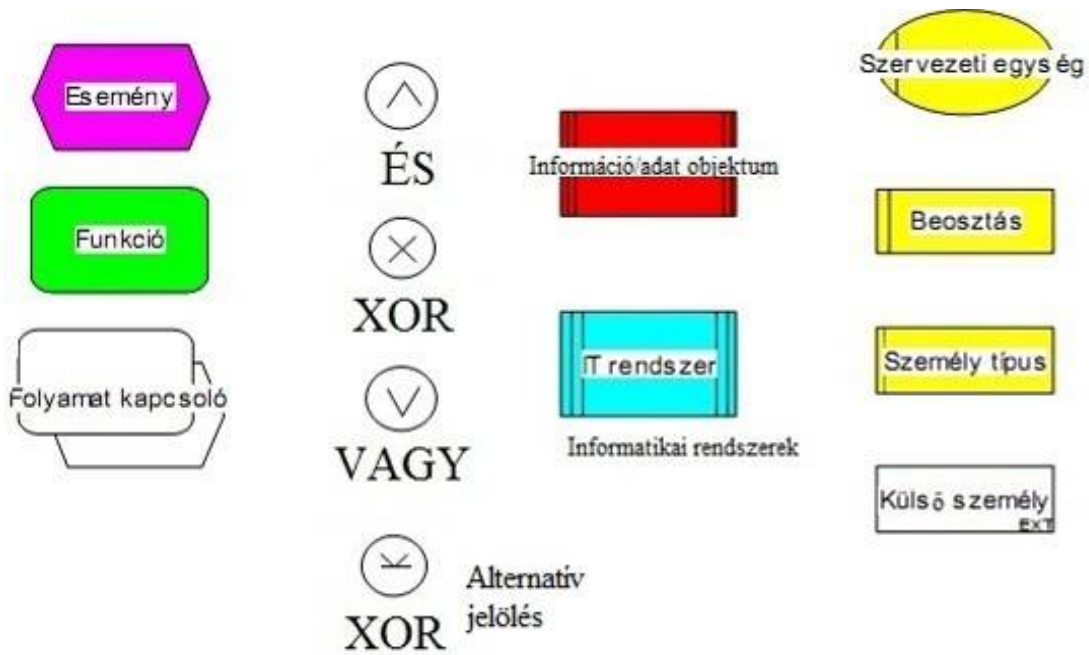 Esemény
Funkció
Folyamat kapcsoló
ÉS
XOR
VAGY
XOR
Alternatív
jelölés
Információ/adat objektum
IT rendszer
Informatikai rendszerek
Szervezeti egység
Beosztás
Személy típus
Külső személy
EXT